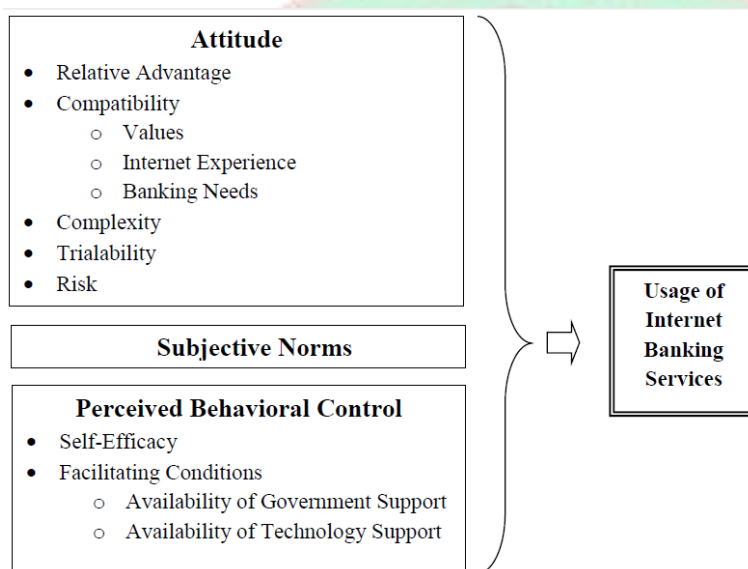 Attitude
• Relative Advantage
• Compatibility
o Values
o Internet Experience
o Banking Needs
• Complexity
• Trialability
• Risk
Subjective Norms
Perceived Behavioral Control
• Self-Efficacy
• Facilitating Conditions
o Availability of Government Support
o Availability of Technology Support
Usage of
Internet
Banking
Services